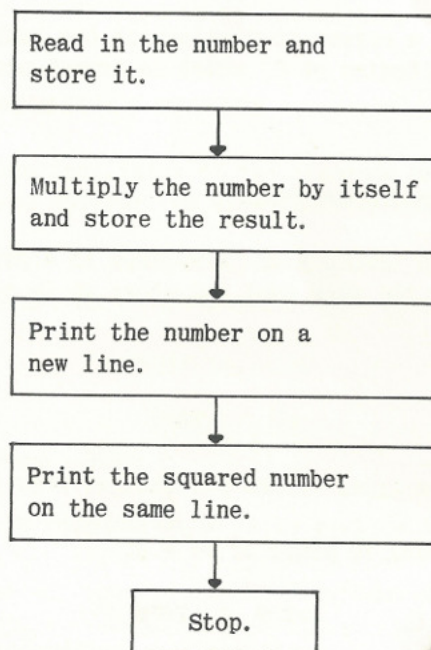 Read in the number and
store it.
Multiply the number by itself
and store the result.
Print the number on a
new line.
Print the squared number
on the same line.
Stop.